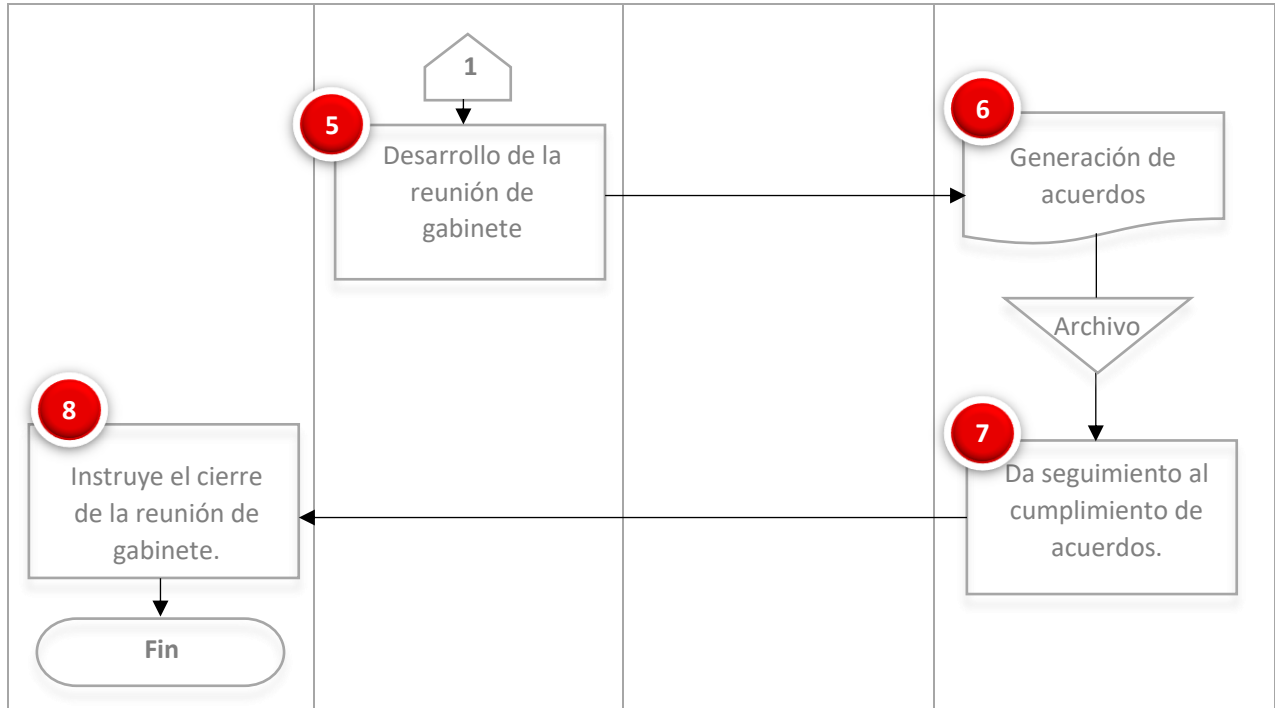 1
5
Desarrollo de la
reunión de
gabinete
6
Generación de
acuerdos
Archivo
7
Da seguimiento al
cumplimiento de
acuerdos.
8
Instruye el cierre
de la reunión de
gabinete.
Fin